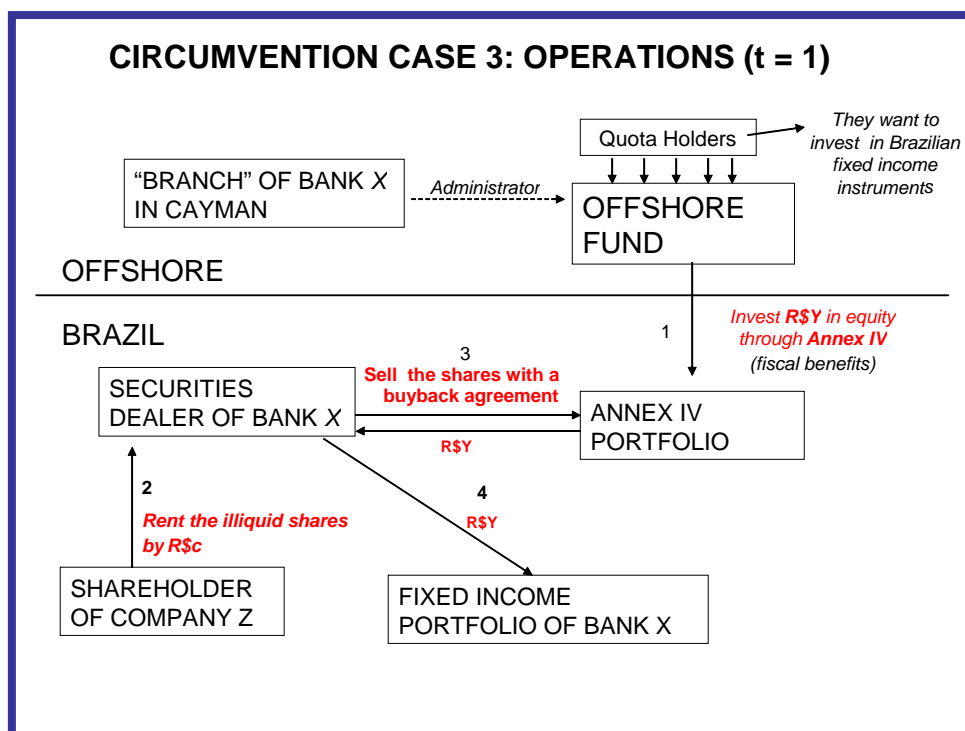 CIRCUMVENTION CASE 3: OPERATIONS (t = 1)
Quota Holders
They want to
invest in Brazilian
fixed income
instruments
“BRANCH” OF BANK X
IN CAYMAN
Administrator
OFFSHORE
FUND
OFFSHORE
BRAZIL
1
Invest R$Y in equity
through Annex IV
(fiscal benefits)
3
Sell the shares with a
buyback agreement
SECURITIES
DEALER OF BANK X
ANNEX IV
PORTFOLIO
R$Y
2
Rent the illiquid shares
by R$c
4
R$Y
SHAREHOLDER
OF COMPANY Z
FIXED INCOME
PORTFOLIO OF BANK X